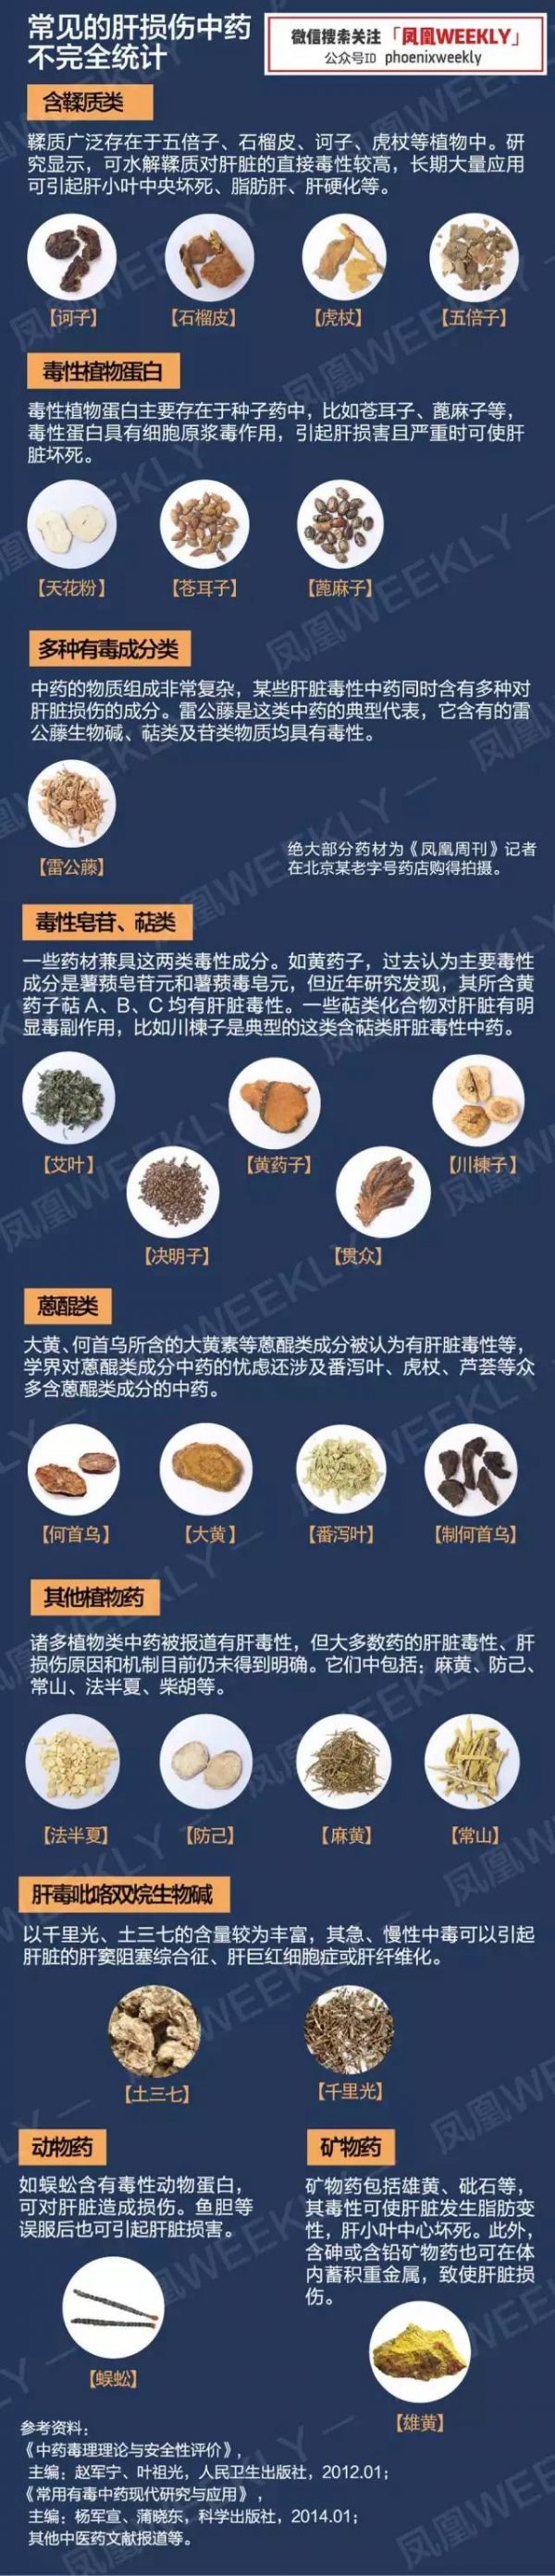 常见的肝损伤中药
不完全统计
微信搜索关注「凤凰WEEKLY」
公众号ID phoenixweekly
含鞣质类
鞣质广泛存在于五倍子、石榴皮、诃子、虎杖等植物中。研
究显示，可水解鞣质对肝脏的直接毒性较高，长期大量应用
可引起肝小叶中央坏死、脂肪肝、肝硬化等。
【诃子】 【石榴皮】 【虎杖】 【五倍子】
毒性植物蛋白
毒性植物蛋白主要存在于种子药中，比如苍耳子、蓖麻子等，
毒性蛋白具有细胞原浆毒作用，引起肝损害且严重时可使肝
脏坏死。
【天花粉】 【苍耳子】 【蓖麻子】
多种有毒成分类
中药的物质组成非常复杂，某些肝脏毒性中药同时含有多种对
肝脏损伤的成分。雷公藤是这类中药的典型代表，它含有的雷
公藤生物碱、萜类及苷类物质均具有毒性。
【雷公藤】
绝大部分药材为《凤凰周刊》记者
在北京某老字号药店购得拍摄。
毒性皂苷、萜类
一些药材兼具这两类毒性成分。如黄药子，过去认为主要毒性
成分是薯蓣皂苷元和薯蓣毒皂元，但近年研究发现，其所含黄
药子萜 A、B、C 均有肝脏毒性。一些萜类化合物对肝脏有明
显毒副作用，比如川楝子是典型的这类含萜类肝脏毒性中药。
【艾叶】 【黄药子】 【川楝子】
【决明子】 【贯众】
蒽醌类
大黄、何首乌所含的大黄素等蒽醌类成分被认为有肝脏毒性等，
学界对蒽醌类成分中药的忧虑还涉及番泻叶、虎杖、芦荟等众
多含蒽醌类成分的中药。
【何首乌】 【大黄】 【番泻叶】 【制何首乌】
其他植物药
诸多植物类中药被报道有肝毒性，但大多数药的肝脏毒性、肝
损伤原因和机制目前仍未得到明确。它们中包括：麻黄、防己、
常山、法半夏、柴胡等。
【法半夏】 【防己】 【麻黄】 【常山】
肝毒吡咯双烷生物碱
以千里光、土三七的含量较为丰富，其急、慢性中毒可以引起
肝脏的肝窦阻塞综合征、肝巨红细胞症或肝纤维化。
【土三七】 【千里光】
动物药
如蜈蚣含有毒性动物蛋白，
可对肝脏造成损伤。鱼胆等
误服后也可引起肝脏损害。
【蜈蚣】
矿物药
矿物药包括雄黄、砒石等，
其毒性可使肝脏发生脂肪变
性，肝小叶中心坏死。此外，
含砷或含铅矿物药也可在体
内蓄积重金属，致使肝脏损
伤。
【雄黄】
参考资料：
《中药毒理理论与安全性评价》，
主编：赵军宁、叶祖光，人民卫生出版社，2012.01；
《常用有毒中药现代研究与应用》，
主编：杨军宣、蒲晓东，科学出版社，2014.01；
其他中医药文献报道等。
凤凰WEEKLY